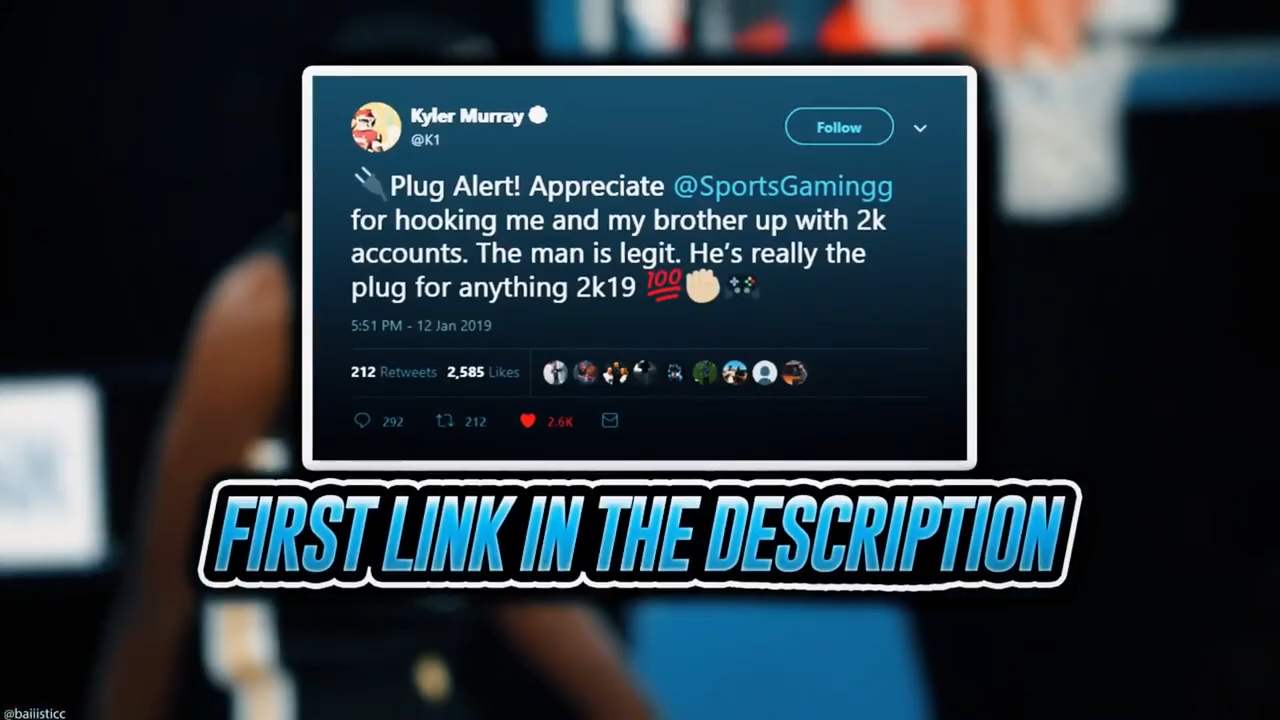 Kyler Murray
@K1
Follow
Plug Alert! Appreciate @SportsGamingg
for hooking me and my brother up with 2k
accounts. The man is legit. He's really the
plug for anything 2k19 💯✊🏻🎮
5:51 PM - 12 Jan 2019
212 Retweets 2,585 Likes
292 212 2.6K
FIRST LINK IN THE DESCRIPTION
@baiiisticc